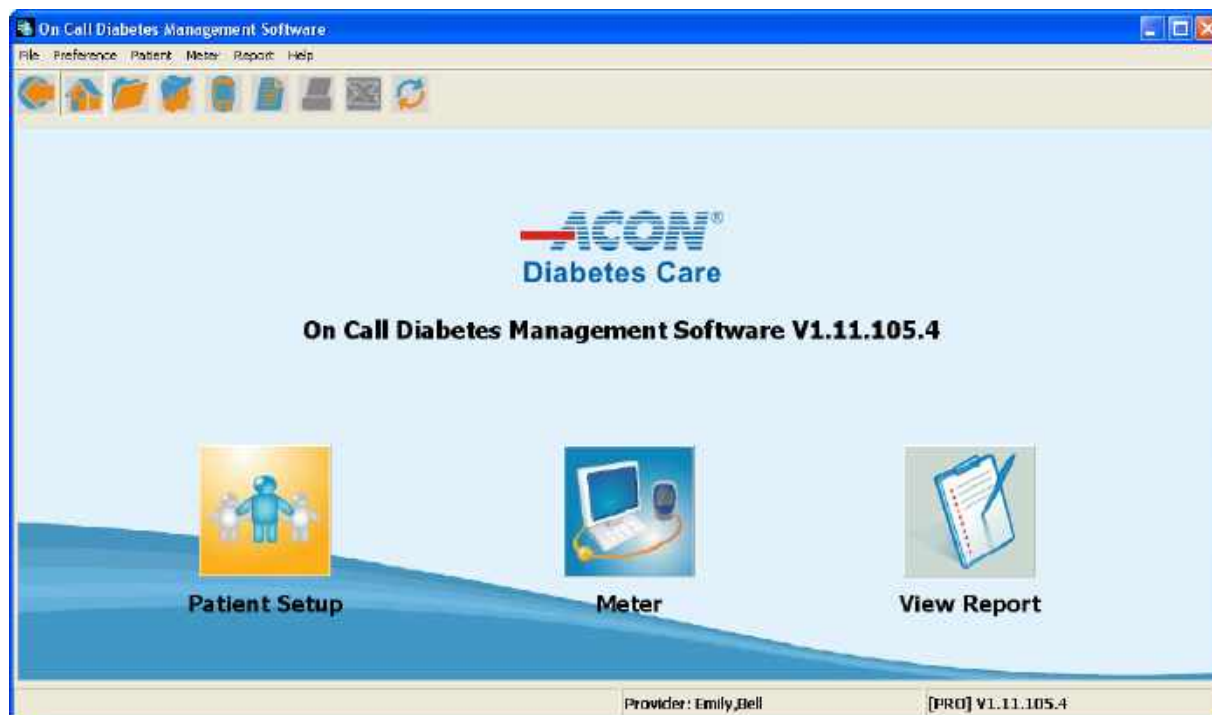 On Call Diabetes Management Software
File Preference Patient Meter Report Help
ACON®
Diabetes Care
On Call Diabetes Management Software V1.11.105.4
Patient Setup Meter View Report
Provider: Emily,Bell [PRO] V1.11.105.4